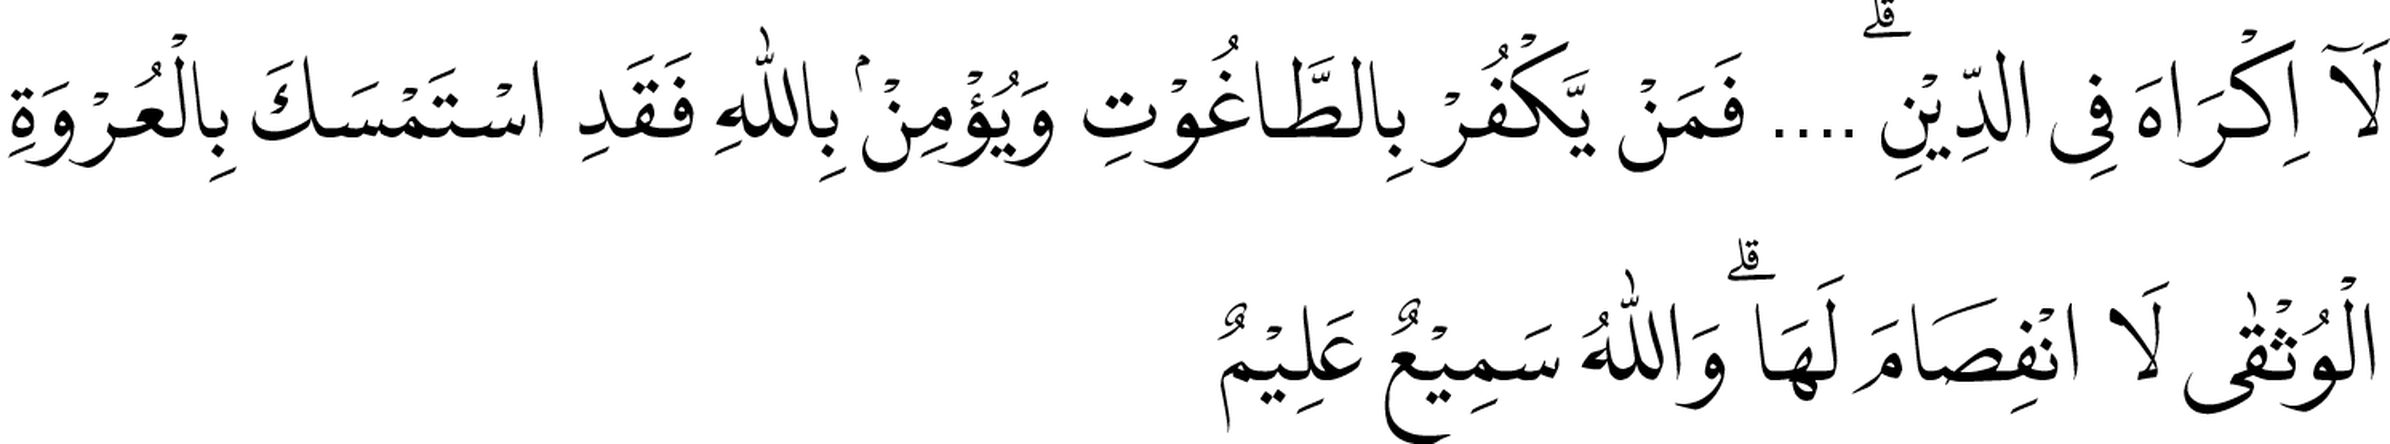 لَآ اِكْرَاهَ فِى الدِّيْنِۗ .... فَمَنْ يَّكْفُرْ بِالطَّاغُوْتِ وَيُؤْمِنْۢ بِاللّٰهِ فَقَدِ اسْتَمْسَكَ بِالْعُرْوَةِ
الْوُثْقٰى لَا انْفِصَامَ لَهَاۗ وَاللّٰهُ سَمِيْعٌ عَلِيْمٌ